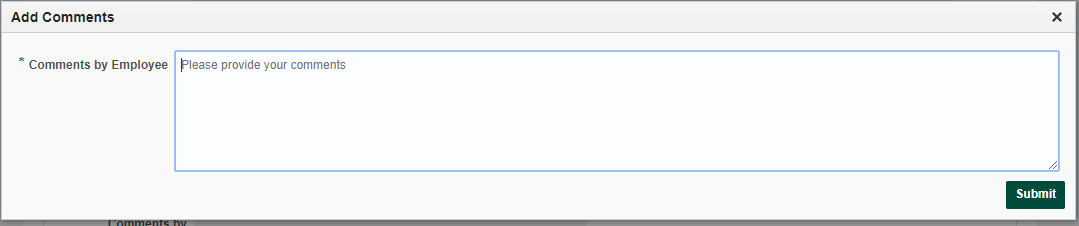 Add Comments
* Comments by Employee
Please provide your comments
Submit
Comments by